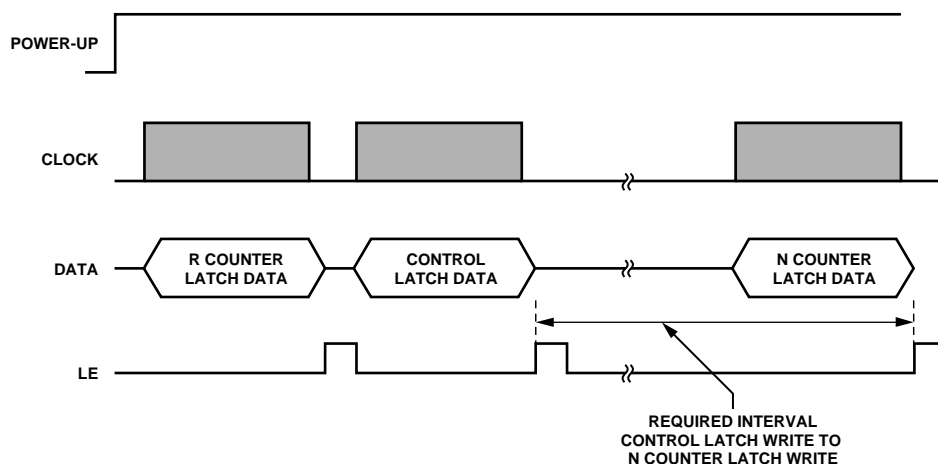 POWER-UP
CLOCK
DATA
R COUNTER
LATCH DATA
CONTROL
LATCH DATA
N COUNTER
LATCH DATA
LE
REQUIRED INTERVAL
CONTROL LATCH WRITE TO
N COUNTER LATCH WRITE